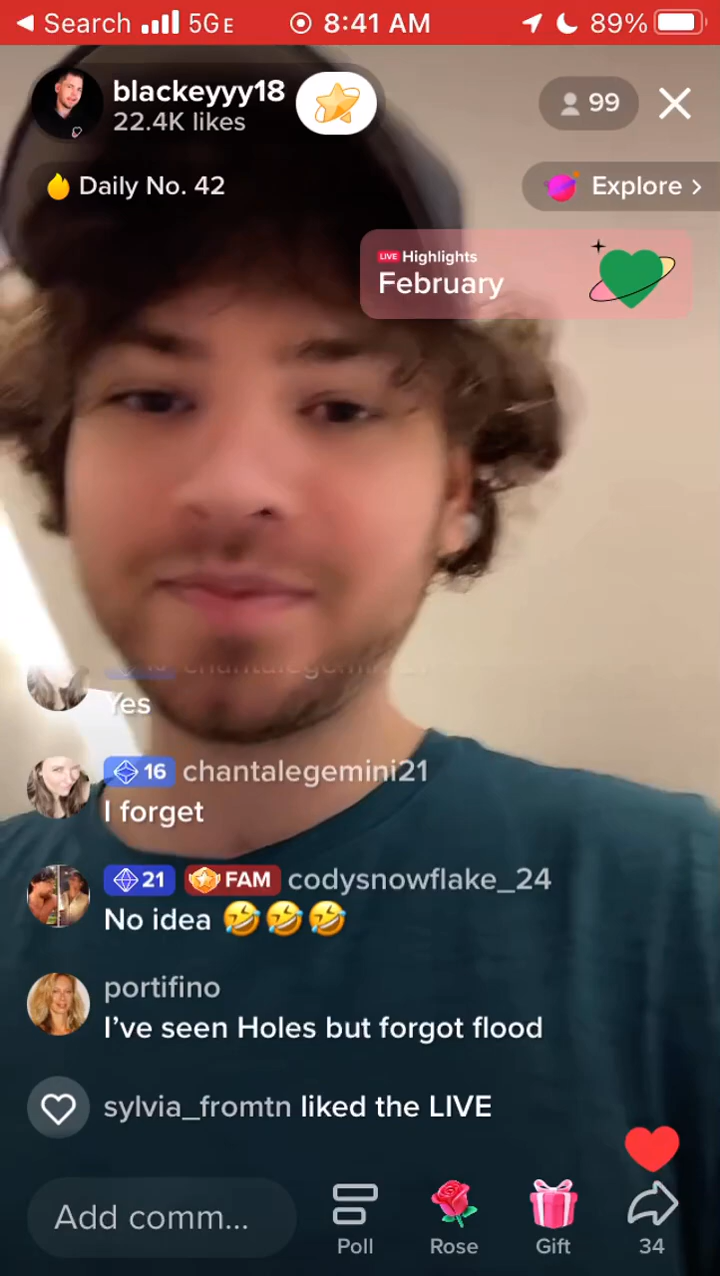 Search 5GE 8:41 AM 89%
blackeyyy18
22.4K likes
99
Daily No. 42
Explore >
LIVE Highlights
February
chantalegemini21
Yes
16 chantalegemini21
I forget
21 FAM codysnowflake_24
No idea 🤣🤣🤣
portifino
I’ve seen Holes but forgot flood
sylvia_fromtn liked the LIVE
Add comm...
Poll
Rose
Gift
34